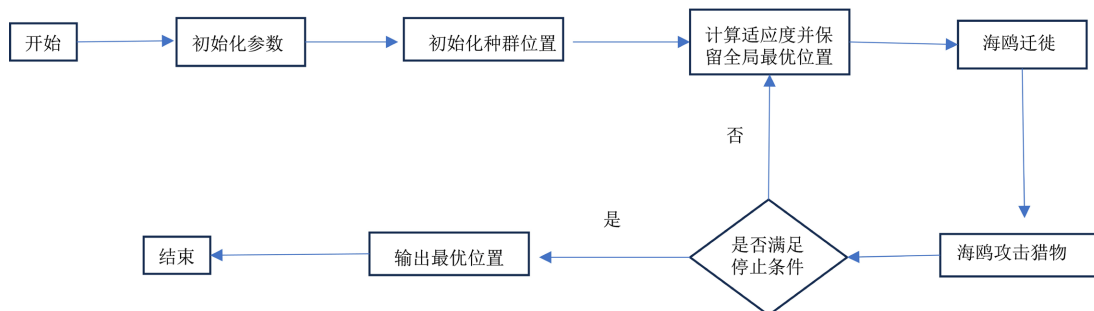 开始
初始化参数
初始化种群位置
计算适应度并保
留全局最优位置
海鸥迁徙
否
是
结束
输出最优位置
是否满足
停止条件
海鸥攻击猎物